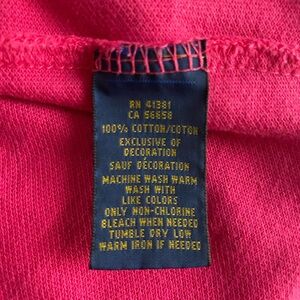 RN 41381
CA 56658
100% COTTON/COTON
EXCLUSIVE OF
DECORATION
SAUF DÉCORATION
MACHINE WASH WARM
WASH WITH
LIKE COLORS
ONLY NON-CHLORINE
BLEACH WHEN NEEDED
TUMBLE DRY LOW
WARM IRON IF NEEDED